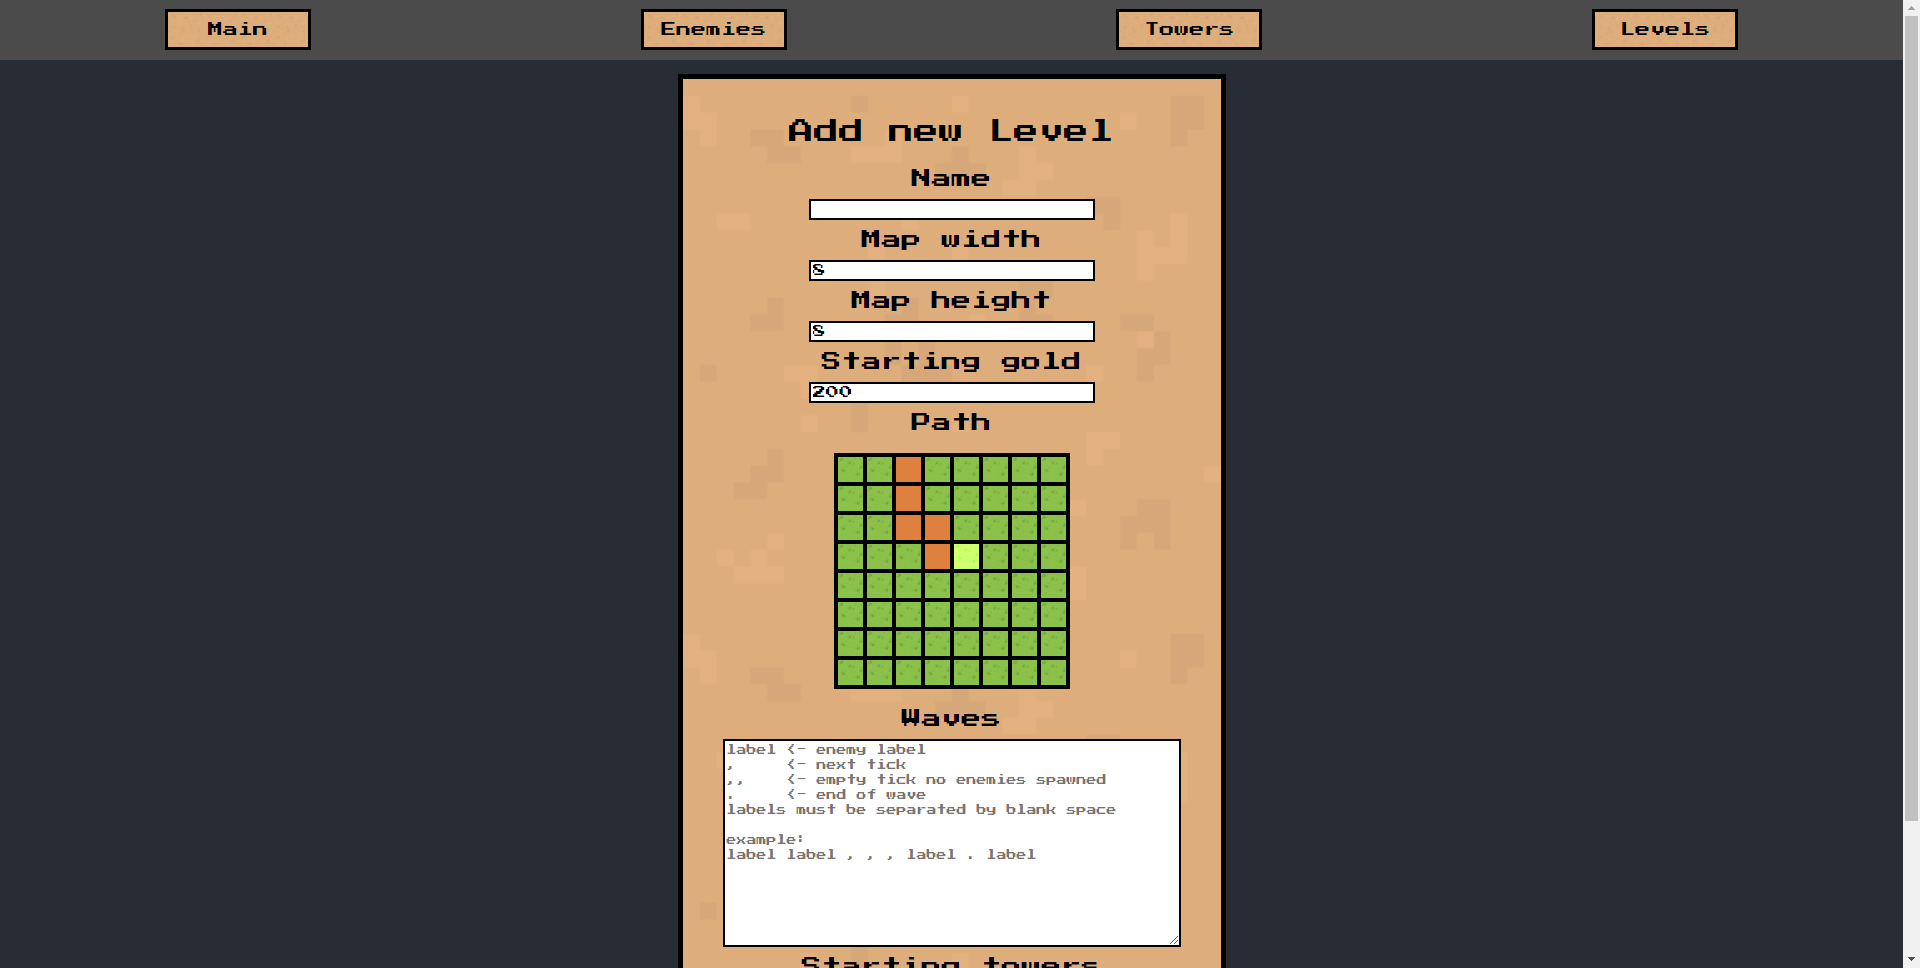 Main Enemies Towers Levels
Add new Level
Name
Map width
8
Map height
8
Starting gold
200
Path
Waves
label <- enemy label
, <- next tick
,, <- empty tick no enemies spawned
. <- end of wave
labels must be separated by blank space
example:
label label , , , label . label
Starting towers